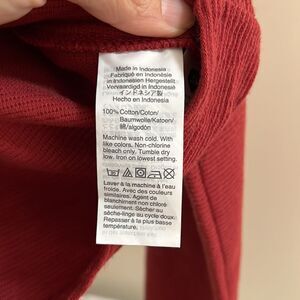 Made in Indonesia/
Fabriqué en Indonésie/
in Indonesien Hergestellt
Vervaardigd in Indonesië
インドネシア製
Hecho en Indonesia
100% Cotton/Coton/
Baumwolle/Katoen/
綿/algodón
Machine wash cold. With
like colors. Non-chlorine
bleach only. Tumble dry
low. Iron on lowest setting.
Laver à la machine à l'eau
froide. Avec des couleurs
similaires. Agent de
blanchiment non chloré
seulement. Sécher au
sèche-linge au cycle doux.
Repasser à la plus basse
température.